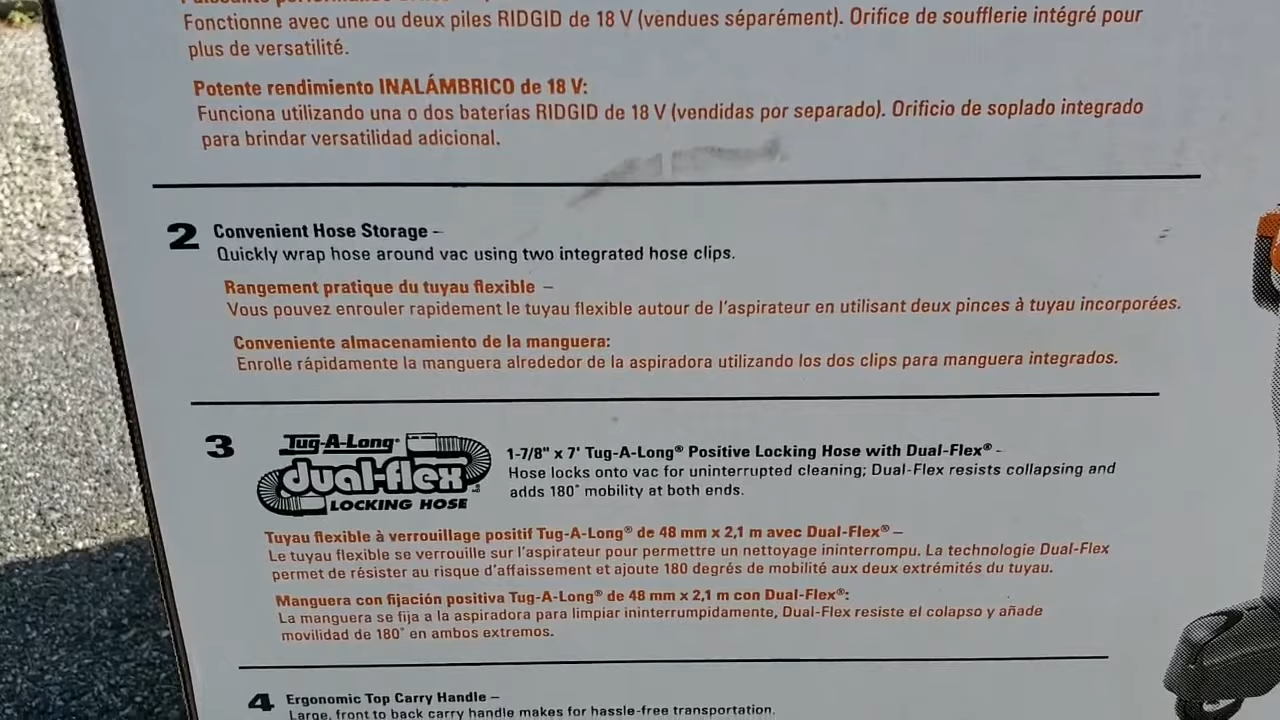 Fonctionne avec une ou deux piles RIDGID de 18 V (vendues séparément). Orifice de soufflerie intégré pour
plus de versatilité.
Potente rendimiento INALÁMBRICO de 18 V:
Funciona utilizando una o dos baterías RIDGID de 18 V (vendidas por separado). Orificio de soplado integrado
para brindar versatilidad adicional.
2 Convenient Hose Storage –
Quickly wrap hose around vac using two integrated hose clips.
Rangement pratique du tuyau flexible –
Vous pouvez enrouler rapidement le tuyau flexible autour de l'aspirateur en utilisant deux pinces à tuyau incorporées.
Conveniente almacenamiento de la manguera:
Enrolle rápidamente la manguera alrededor de la aspiradora utilizando los dos clips para manguera integrados.
3
Tug-A-Long®
dual-flex
LOCKING HOSE
1-7/8" x 7' Tug-A-Long® Positive Locking Hose with Dual-Flex® -
Hose locks onto vac for uninterrupted cleaning; Dual-Flex resists collapsing and
adds 180° mobility at both ends.
Tuyau flexible à verrouillage positif Tug-A-Long® de 48 mm x 2,1 m avec Dual-Flex® –
Le tuyau flexible se verrouille sur l'aspirateur pour permettre un nettoyage ininterrompu. La technologie Dual-Flex
permet de résister au risque d'affaissement et ajoute 180 degrés de mobilité aux deux extrémités du tuyau.
Manguera con fijación positiva Tug-A-Long® de 48 mm x 2,1 m con Dual-Flex®:
La manguera se fija a la aspiradora para limpiar ininterrumpidamente, Dual-Flex resiste el colapso y añade
movilidad de 180° en ambos extremos.
4 Ergonomic Top Carry Handle –
Large, front to back carry handle makes for hassle-free transportation.